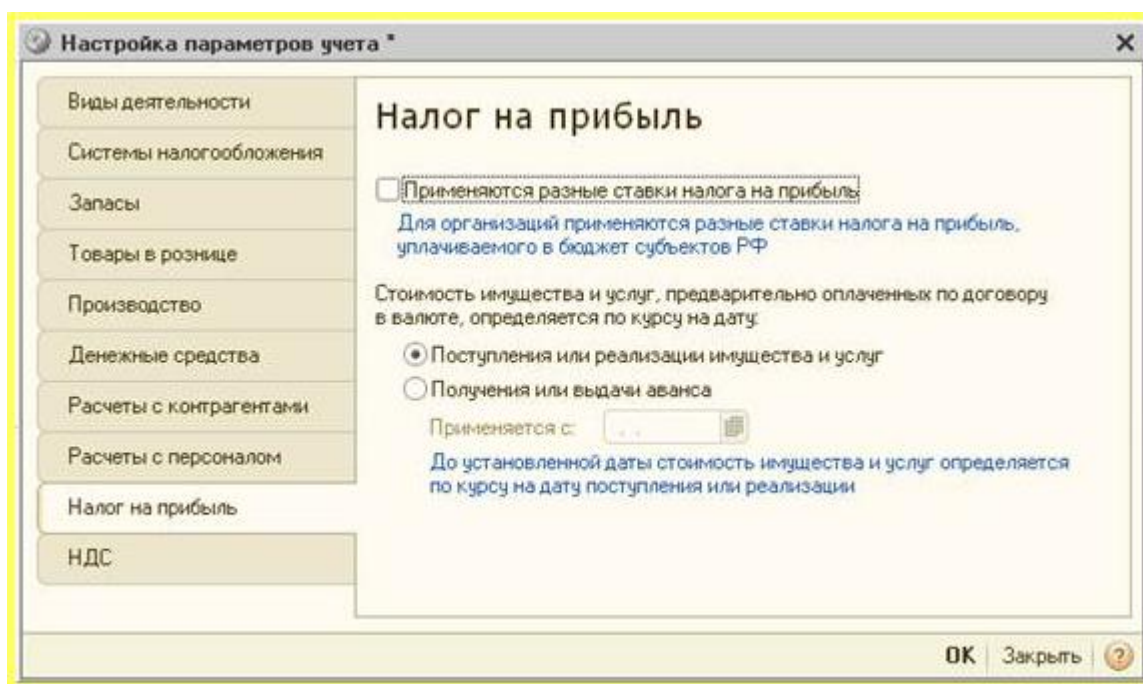 Настройка параметров учета *
Виды деятельности
Системы налогообложения
Запасы
Товары в рознице
Производство
Денежные средства
Расчеты с контрагентами
Расчеты с персоналом
Налог на прибыль
НДС
Налог на прибыль
Применяются разные ставки налога на прибыль
Для организаций применяются разные ставки налога на прибыль,
уплачиваемого в бюджет субъектов РФ
Стоимость имущества и услуг, предварительно оплаченных по договору
в валюте, определяется по курсу на дату:
Поступления или реализации имущества и услуг
Получения или выдачи аванса
Применяется с: . .
До установленной даты стоимость имущества и услуг определяется
по курсу на дату поступления или реализации
OK Закрыть ?